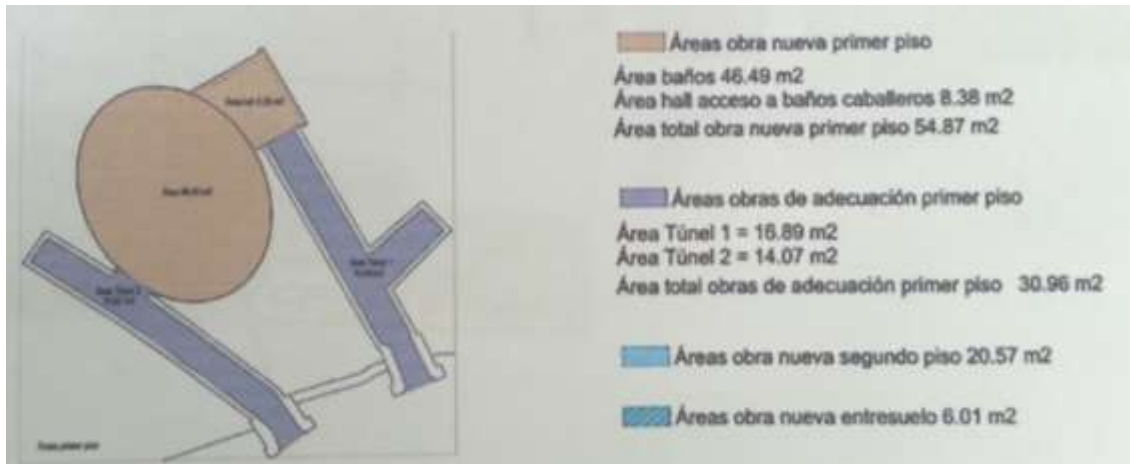 Áreas obra nueva primer piso
Área baños 46.49 m2
Área hall acceso a baños caballeros 8.38 m2
Área total obra nueva primer piso 54.87 m2
Áreas obras de adecuación primer piso
Área Túnel 1 = 16.89 m2
Área Túnel 2 = 14.07 m2
Área total obras de adecuación primer piso 30.96 m2
Áreas obra nueva segundo piso 20.57 m2
Áreas obra nueva entresuelo 6.01 m2